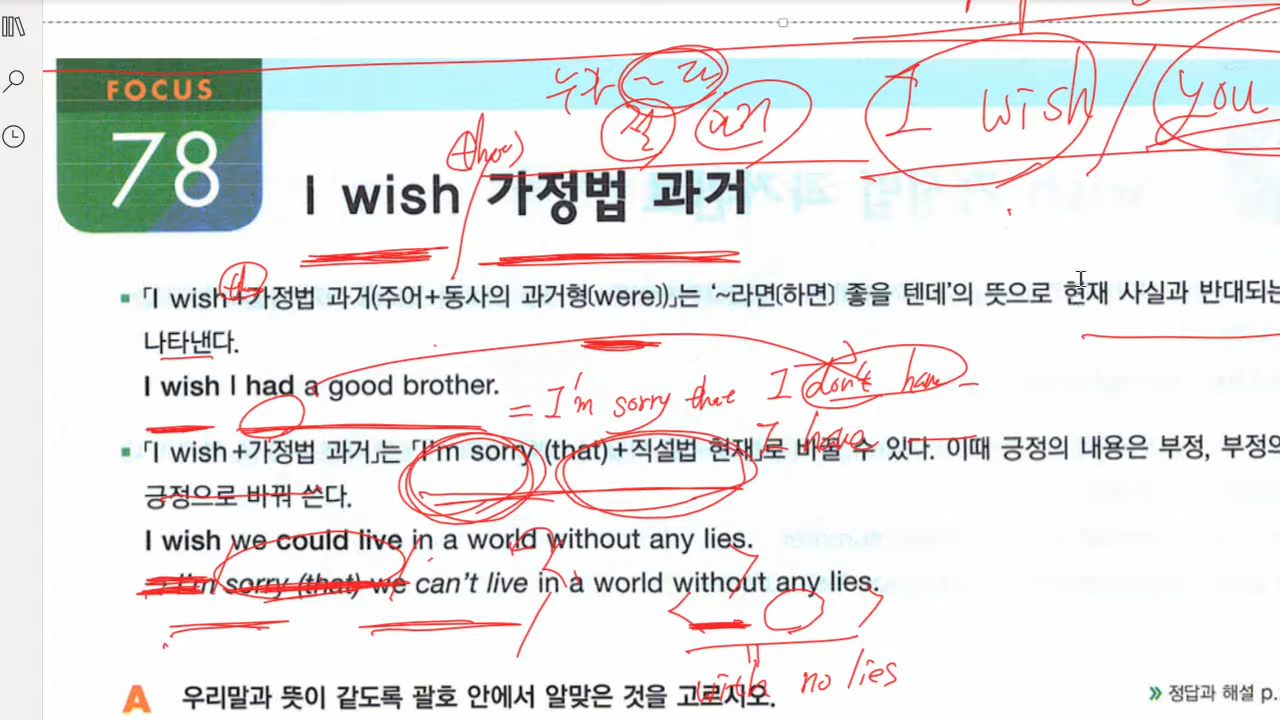 누가 ~라 I wish / you
FOCUS
78
(that)
I wish 가정법 과거
「I wish+가정법 과거(주어+동사의 과거형(were))」는 '~라면(하면) 좋을 텐데'의 뜻으로 현재 사실과 반대되는
나타낸다.
I wish I had a good brother.
= I'm sorry that I don't have
I have
「I wish+가정법 과거」는 「I'm sorry (that)+직설법 현재」로 바꿀 수 있다. 이때 긍정의 내용은 부정, 부정의
긍정으로 바꿔 쓴다.
I wish we could live in a world without any lies.
I'm sorry (that) we can't live in a world without any lies.
with no lies
A 우리말과 뜻이 같도록 괄호 안에서 알맞은 것을 고르시오.
» 정답과 해설 p.